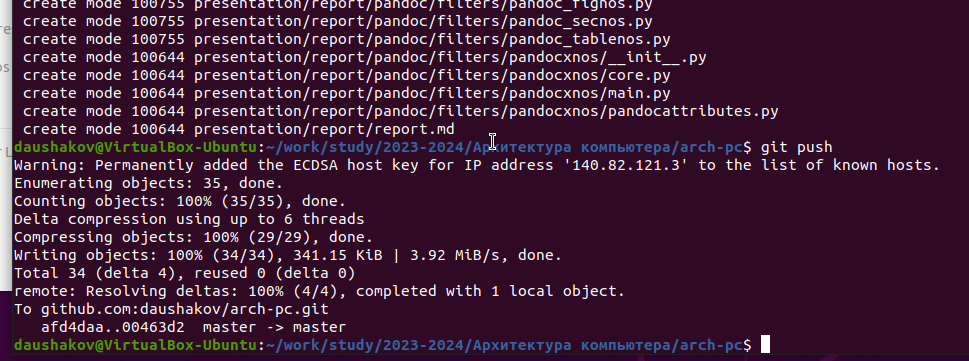 create mode 100755 presentation/report/pandoc/filters/pandoc_fignos.py
create mode 100755 presentation/report/pandoc/filters/pandoc_secnos.py
create mode 100755 presentation/report/pandoc/filters/pandoc_tablenos.py
create mode 100644 presentation/report/pandoc/filters/pandocxnos/__init__.py
create mode 100644 presentation/report/pandoc/filters/pandocxnos/core.py
create mode 100644 presentation/report/pandoc/filters/pandocxnos/main.py
create mode 100644 presentation/report/pandoc/filters/pandocxnos/pandocattributes.py
create mode 100644 presentation/report/report.md
daushakov@VirtualBox-Ubuntu:~/work/study/2023-2024/Архитектура компьютера/arch-pc$ git push
Warning: Permanently added the ECDSA host key for IP address '140.82.121.3' to the list of known hosts.
Enumerating objects: 35, done.
Counting objects: 100% (35/35), done.
Delta compression using up to 6 threads
Compressing objects: 100% (29/29), done.
Writing objects: 100% (34/34), 341.15 KiB | 3.92 MiB/s, done.
Total 34 (delta 4), reused 0 (delta 0)
remote: Resolving deltas: 100% (4/4), completed with 1 local object.
To github.com:daushakov/arch-pc.git
afd4daa..00463d2  master -> master
daushakov@VirtualBox-Ubuntu:~/work/study/2023-2024/Архитектура компьютера/arch-pc$